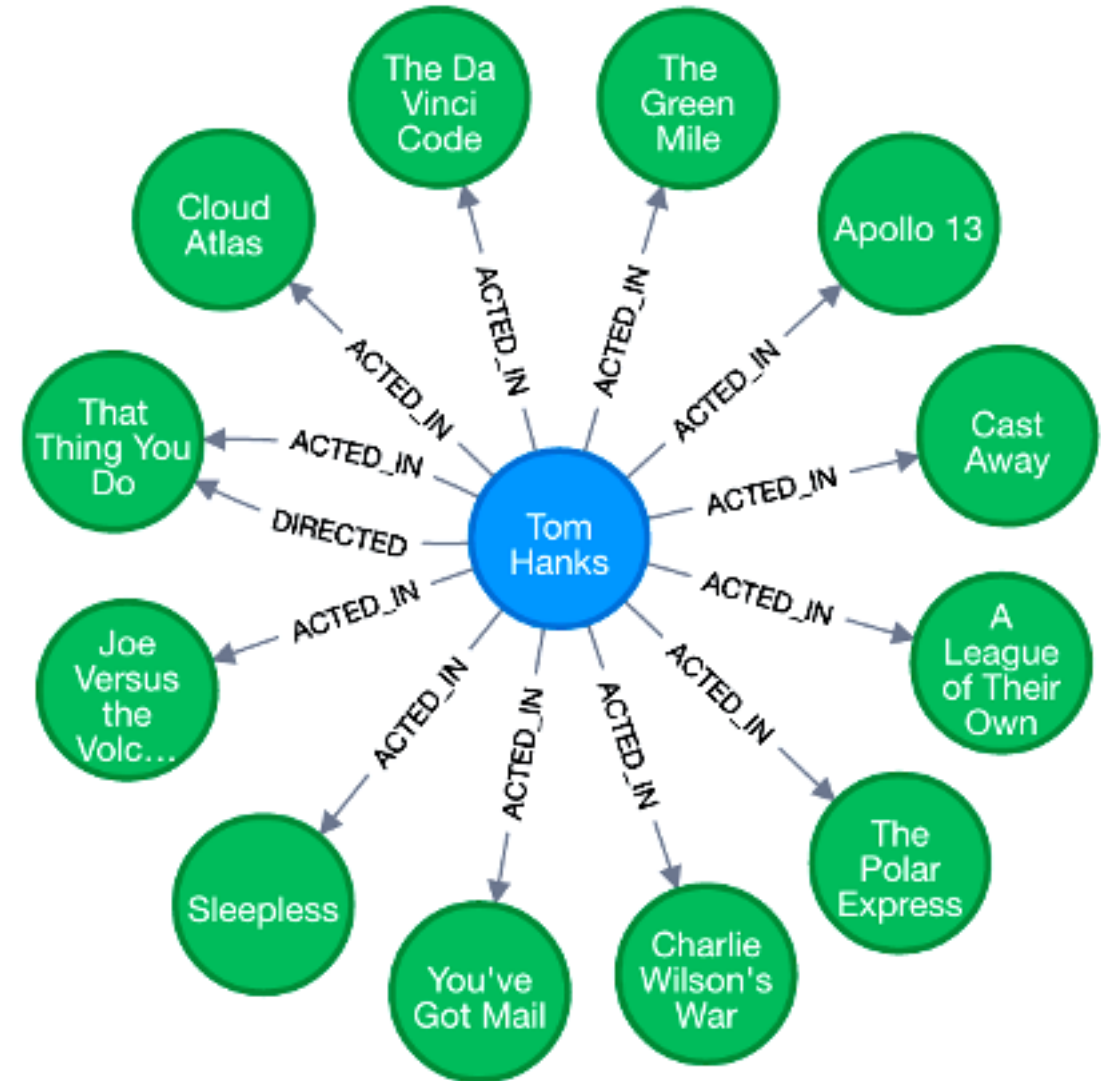 The Da
Vinci
Code
The
Green
Mile
Cloud
Atlas
Apollo 13
ACTED_IN
ACTED_IN
ACTED_IN
ACTED_IN
That
Thing You
Do
ACTED_IN
DIRECTED
Cast
Away
ACTED_IN
Tom
Hanks
ACTED_IN
ACTED_IN
A
League
of Their
Own
Joe
Versus
the
Volc...
ACTED_IN
ACTED_IN
ACTED_IN
ACTED_IN
The
Polar
Express
Sleepless
You've
Got Mail
Charlie
Wilson's
War